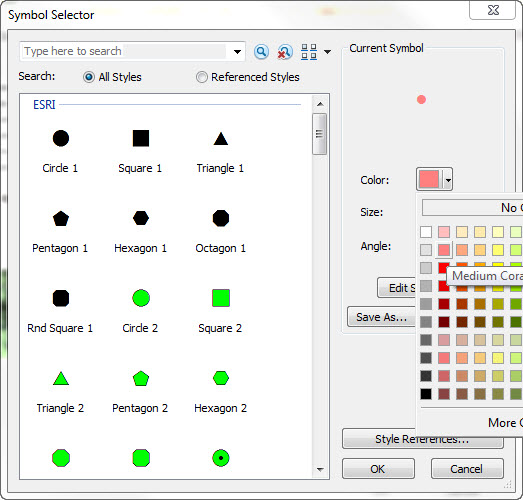 Symbol Selector
Type here to search
Search:
All Styles
Referenced Styles
ESRI
Circle 1
Square 1
Triangle 1
Pentagon 1
Hexagon 1
Octagon 1
Rnd Square 1
Circle 2
Square 2
Triangle 2
Pentagon 2
Hexagon 2
Current Symbol
Color:
Size:
Angle:
No
Medium Cora
Edit S
Save As...
More
Style References...
OK
Cancel